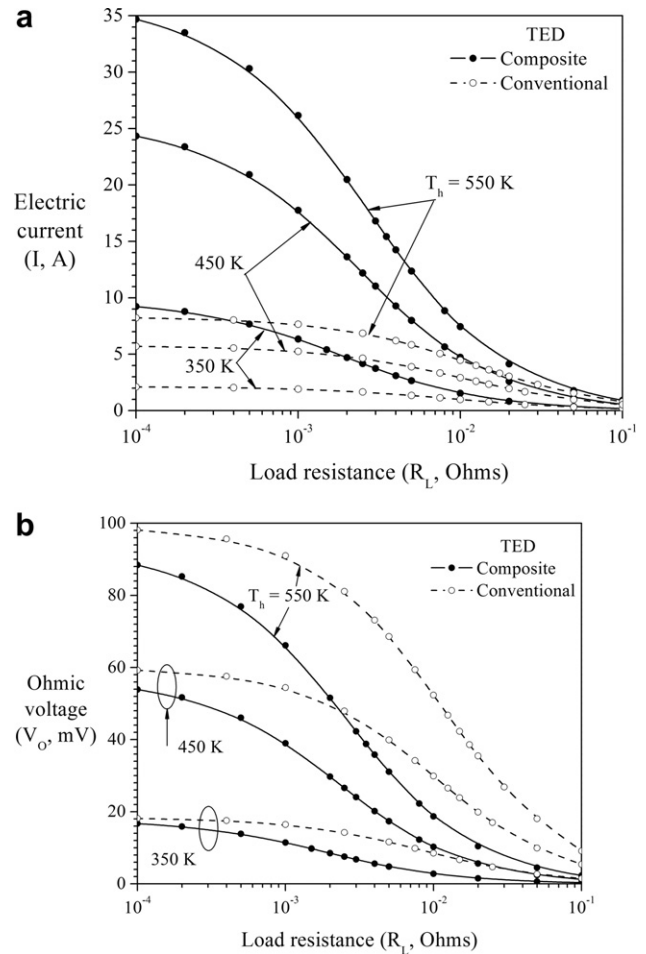 a
35
30
25
20
15
10
5
0
Electric
current
(I, A)
TED
Composite
Conventional
T_h = 550 K
450 K
350 K
10^-4
10^-3
10^-2
10^-1
Load resistance (R_L, Ohms)
b
100
80
60
40
20
0
Ohmic
voltage
(V_O, mV)
TED
Composite
Conventional
T_h = 550 K
450 K
350 K
10^-4
10^-3
10^-2
10^-1
Load resistance (R_L, Ohms)